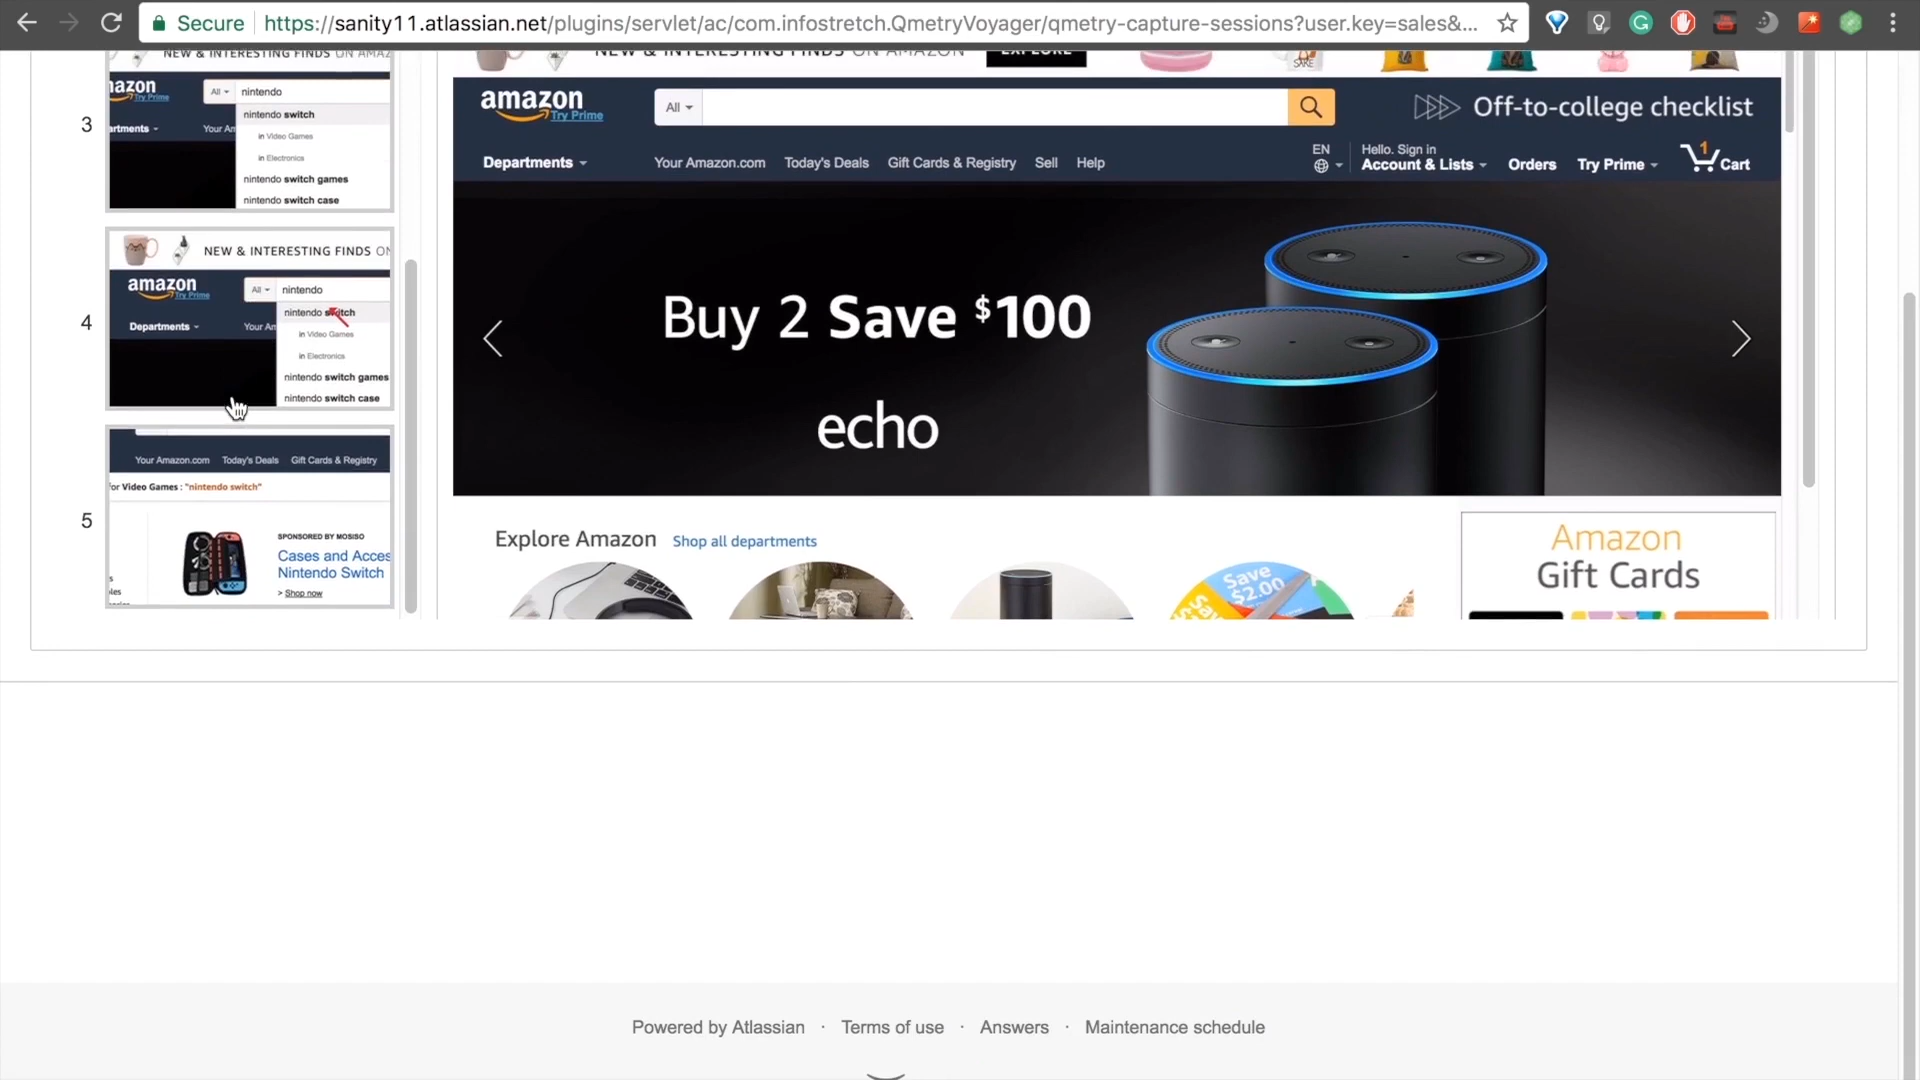 Secure https://sanity11.atlassian.net/plugins/servlet/ac/com.infostretch.QmetryVoyager/qmetry-capture-sessions?user.key=sales&...
NEW & INTERESTING FINDS ON AMAZ
3
amazon
Try Prime
All
nintendo
nintendo switch
rtments
Your Am
in Video Games
in Electronics
nintendo switch games
nintendo switch case
4
NEW & INTERESTING FINDS ON
amazon
Try Prime
All
nintendo
nintendo switch
Departments
Your Am
in Video Games
in Electronics
nintendo switch games
nintendo switch case
5
Your Amazon.com Today's Deals Gift Cards & Registry
for Video Games : "nintendo switch"
SPONSORED BY MOSISO
Cases and Acces
Nintendo Switch
> Shop now
NEW & INTERESTING FINDS ON AMAZON
EXPLORE
SAKE
amazon
Try Prime
All
Off-to-college checklist
Departments
Your Amazon.com Today's Deals Gift Cards & Registry Sell Help
EN
Hello. Sign in
Account & Lists
Orders
Try Prime
1
Cart
Buy 2 Save $100
echo
Explore Amazon Shop all departments
Save
$2.00
Amazon
Gift Cards
Powered by Atlassian · Terms of use · Answers · Maintenance schedule